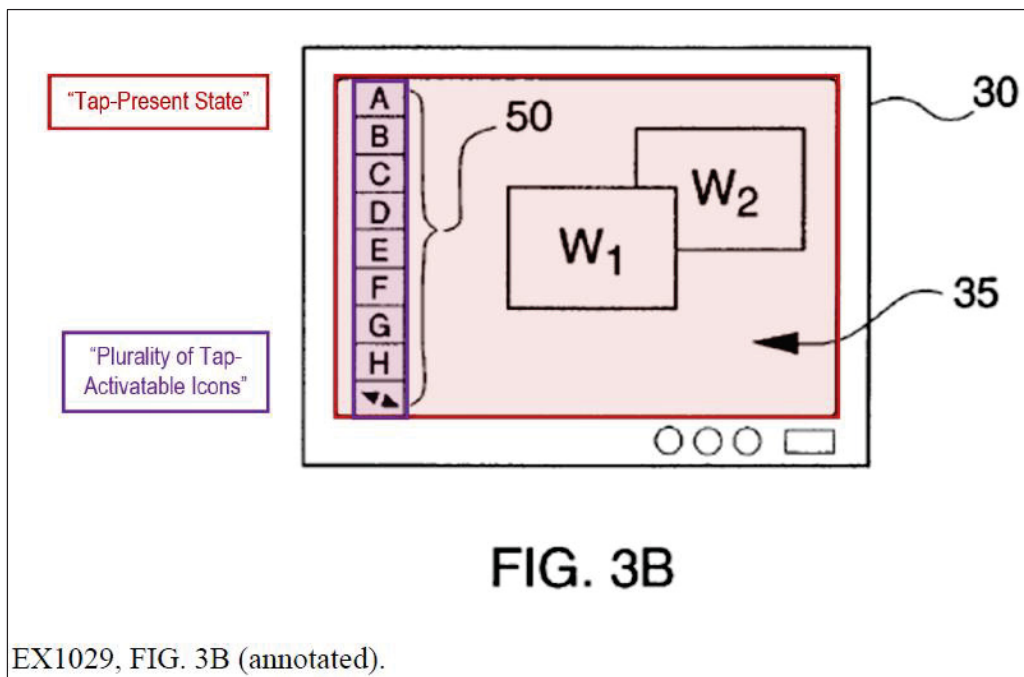 "Tap-Present State"
30
A
50
B
C
D
W₂
E
W₁
F
35
G
"Plurality of Tap-
Activatable Icons"
H
FIG. 3B
EX1029, FIG. 3B (annotated).